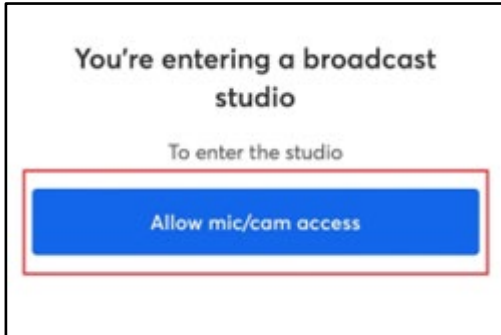 You're entering a broadcast
studio
To enter the studio
Allow mic/cam access